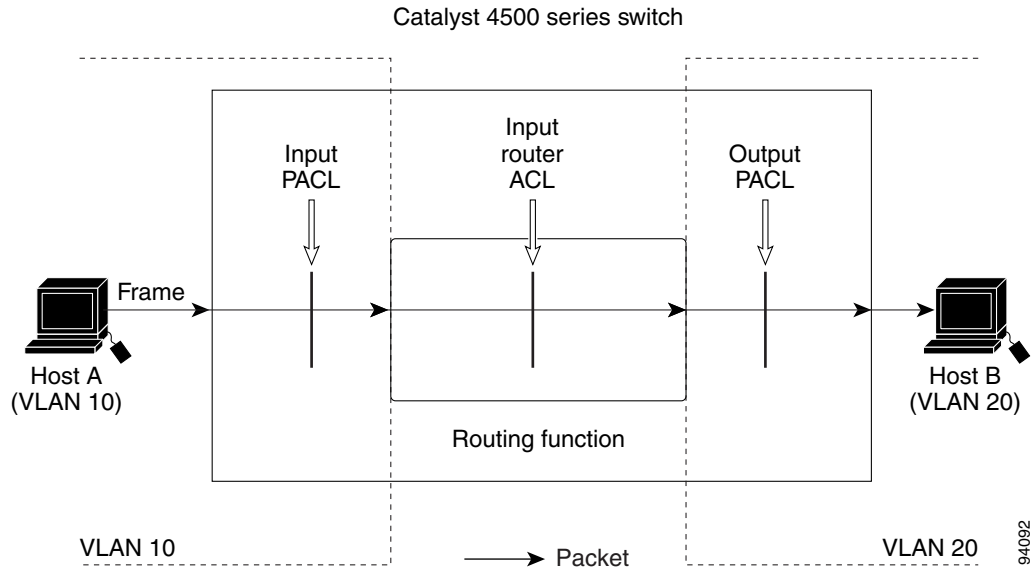 Catalyst 4500 series switch
Input
PACL
Input
router
ACL
Output
PACL
Frame
Host A
(VLAN 10)
Host B
(VLAN 20)
Routing function
VLAN 10
Packet
VLAN 20
94092